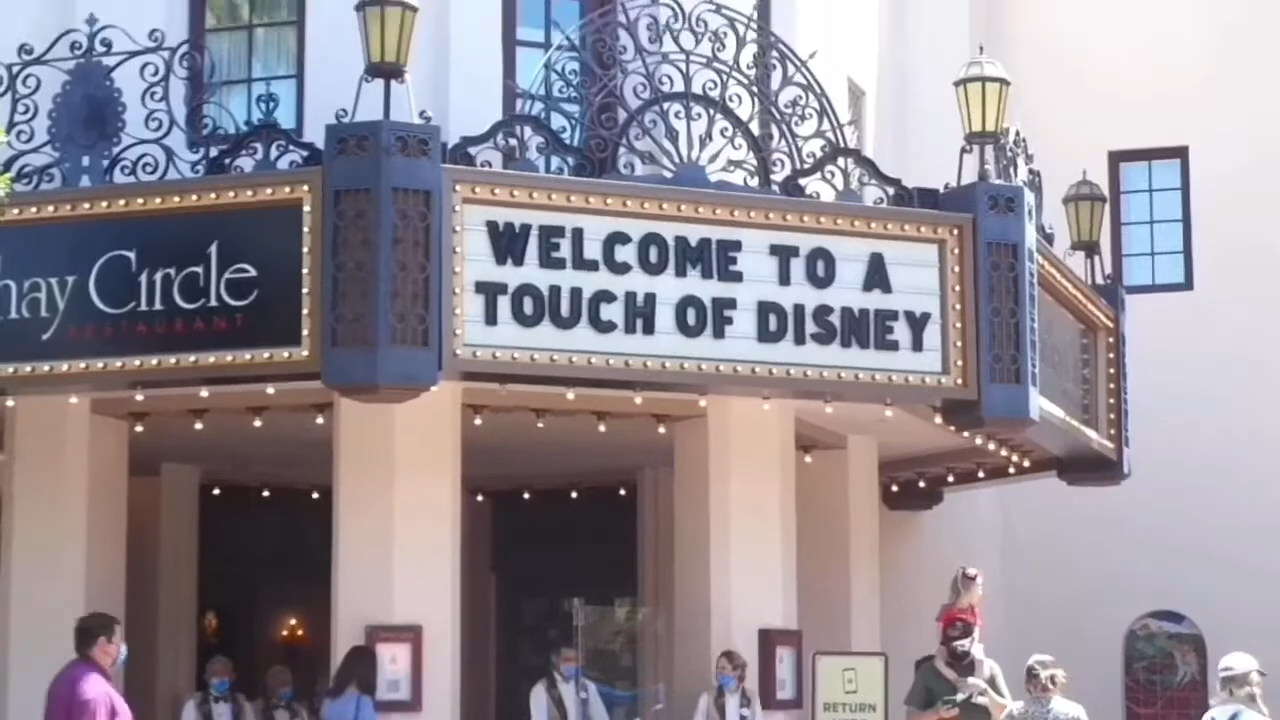 hay Circle
RESTAURANT
WELCOME TO A
TOUCH OF DISNEY
RETURN